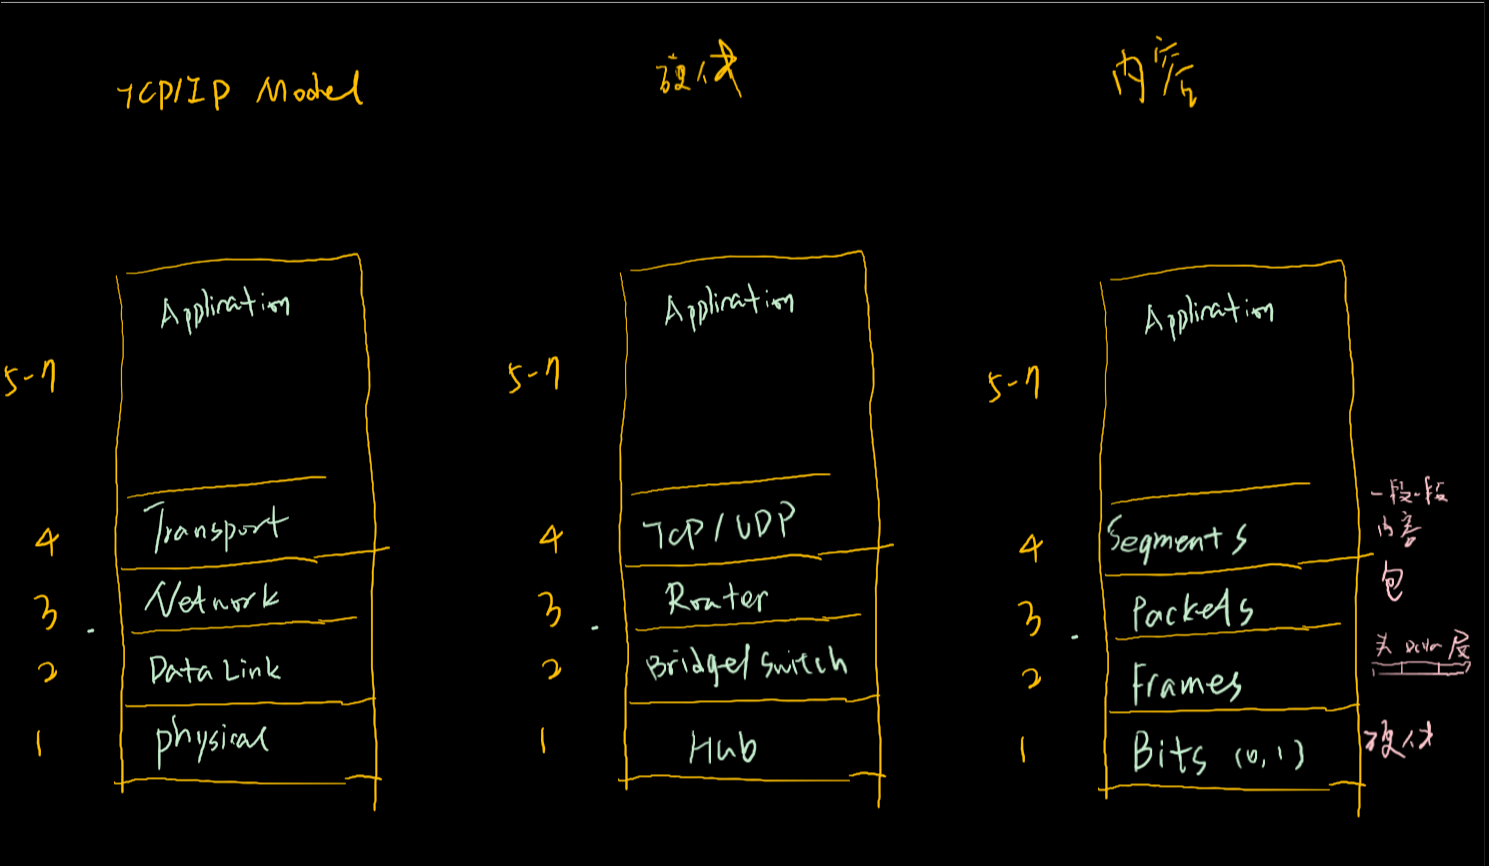 TCP/IP Model
硬件
内容
Application
5-7
Transport
4
Network
3
Data Link
2
physical
1
Application
5-7
TCP/UDP
4
Router
3
Bridge/Switch
2
Hub
1
Application
5-7
Segments
4
Packets
3
Frames
2
Bits (0,1)
1
一段一段
内容
包
头 Data 尾
硬件